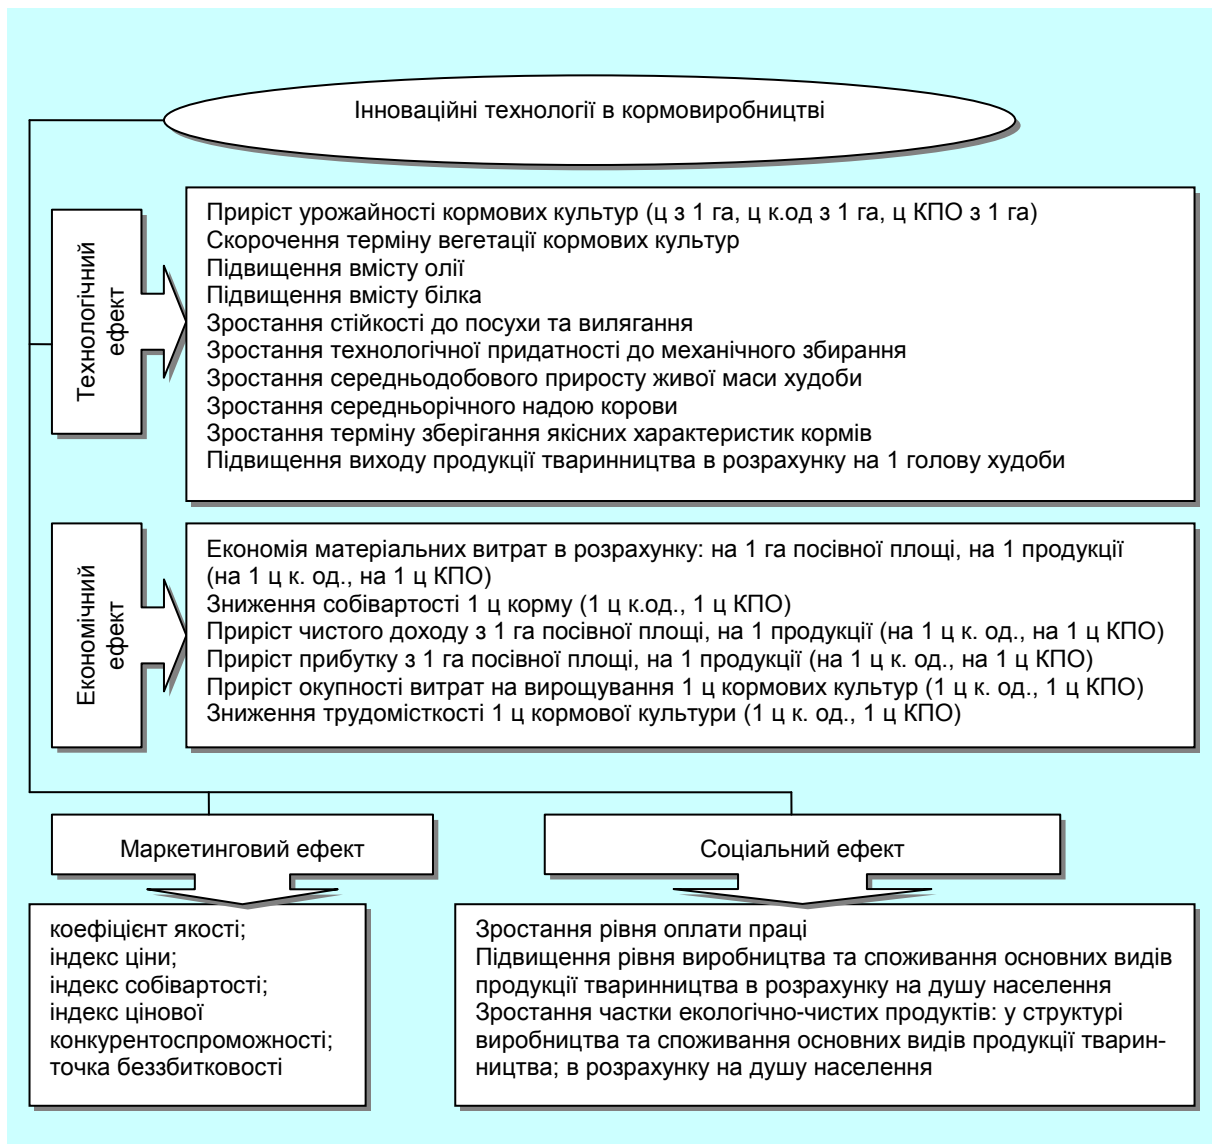 Інноваційні технології в кормовиробництві
Технологічний
ефект
Приріст урожайності кормових культур (ц з 1 га, ц к.од з 1 га, ц КПО з 1 га)
Скорочення терміну вегетації кормових культур
Підвищення вмісту олії
Підвищення вмісту білка
Зростання стійкості до посухи та вилягання
Зростання технологічної придатності до механічного збирання
Зростання середньодобового приросту живої маси худоби
Зростання середньорічного надою корови
Зростання терміну зберігання якісних характеристик кормів
Підвищення виходу продукції тваринництва в розрахунку на 1 голову худоби
Економічний
ефект
Економія матеріальних витрат в розрахунку: на 1 га посівної площі, на 1 продукції
(на 1 ц к. од., на 1 ц КПО)
Зниження собівартості 1 ц корму (1 ц к.од., 1 ц КПО)
Приріст чистого доходу з 1 га посівної площі, на 1 продукції (на 1 ц к. од., на 1 ц КПО)
Приріст прибутку з 1 га посівної площі, на 1 продукції (на 1 ц к. од., на 1 ц КПО)
Приріст окупності витрат на вирощування 1 ц кормових культур (1 ц к. од., 1 ц КПО)
Зниження трудомісткості 1 ц кормової культури (1 ц к. од., 1 ц КПО)
Маркетинговий ефект
коефіцієнт якості;
індекс ціни;
індекс собівартості;
індекс цінової
конкурентоспроможності;
точка беззбитковості
Соціальний ефект
Зростання рівня оплати праці
Підвищення рівня виробництва та споживання основних видів
продукції тваринництва в розрахунку на душу населення
Зростання частки екологічно-чистих продуктів: у структурі
виробництва та споживання основних видів продукції тварин-
ництва; в розрахунку на душу населення